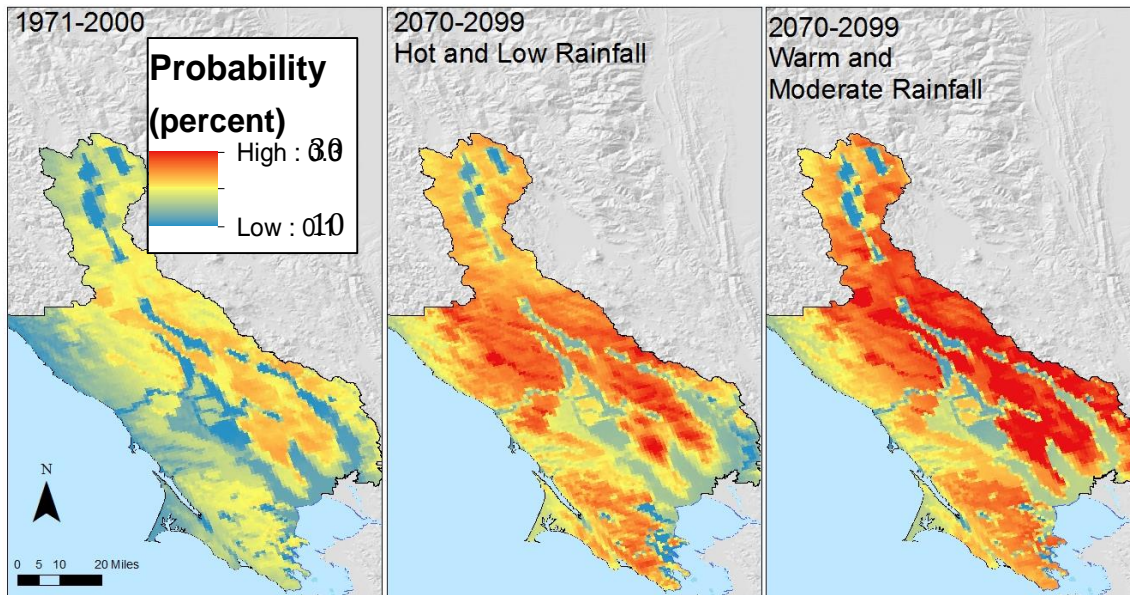 1971-2000
Probability
(percent)
High :
Low :
N
0 5 10 20 Miles
2070-2099
Hot and Low Rainfall
2070-2099
Warm and
Moderate Rainfall